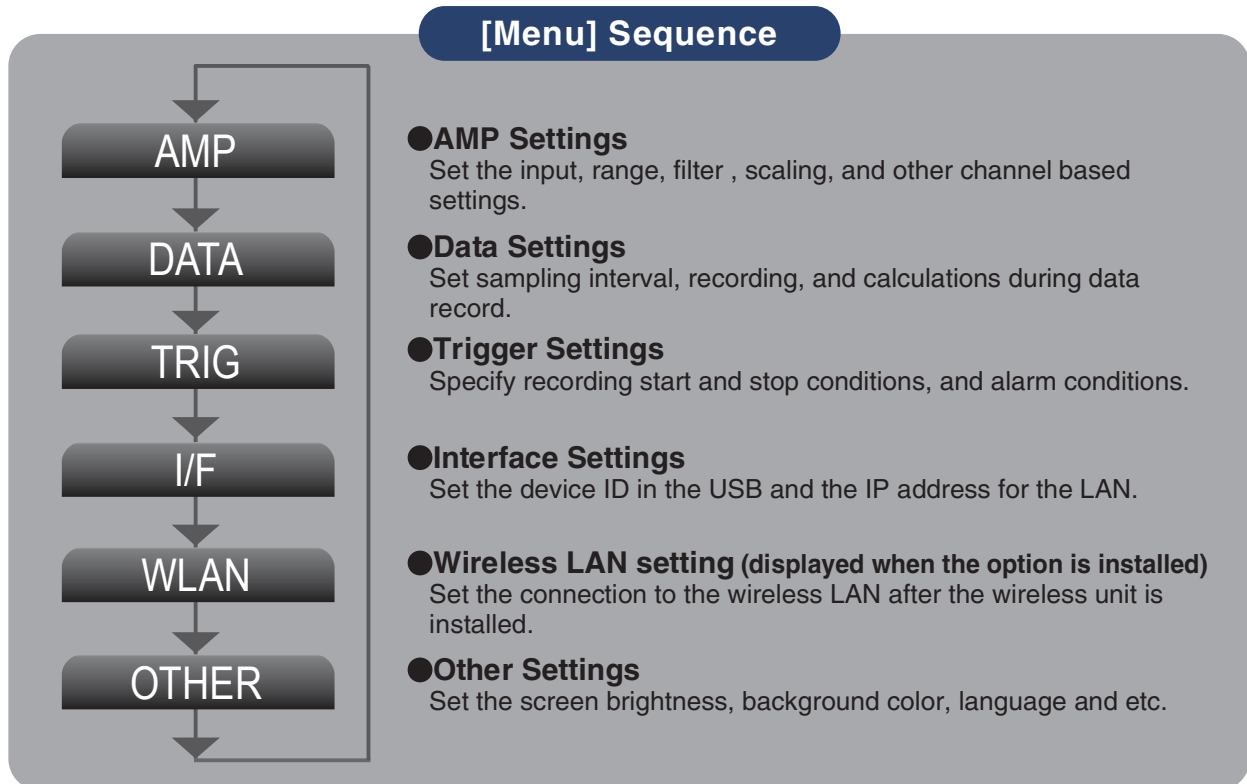 [Menu] Sequence
AMP
●AMP Settings
Set the input, range, filter , scaling, and other channel based
settings.
DATA
●Data Settings
Set sampling interval, recording, and calculations during data
record.
TRIG
●Trigger Settings
Specify recording start and stop conditions, and alarm conditions.
I/F
●Interface Settings
Set the device ID in the USB and the IP address for the LAN.
WLAN
●Wireless LAN setting (displayed when the option is installed)
Set the connection to the wireless LAN after the wireless unit is
installed.
OTHER
●Other Settings
Set the screen brightness, background color, language and etc.